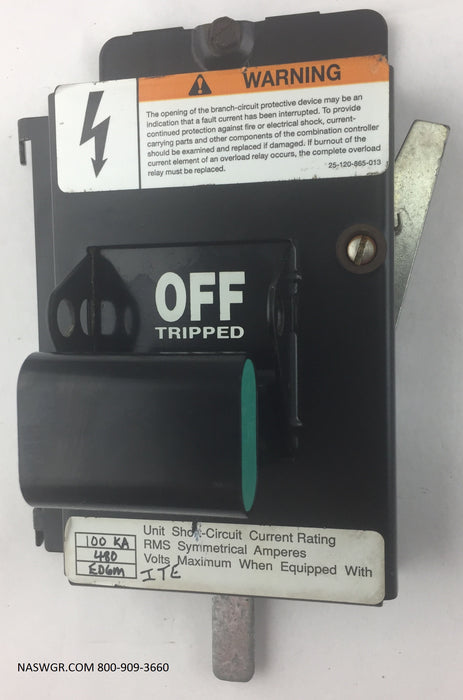 WARNING
The opening of the branch-circuit protective device may be an
indication that a fault current has been interrupted. To provide
continued protection against fire or electrical shock, current-
carrying parts and other components of the combination controller
should be examined and replaced if damaged. If burnout of the
current element of an overload relay occurs, the complete overload
relay must be replaced.
25-120-865-013
OFF
TRIPPED
Unit Short-Circuit Current Rating
100 KA RMS Symmetrical Amperes
480 Volts Maximum When Equipped With
ED6M ITE
NASWGR.COM 800-909-3660